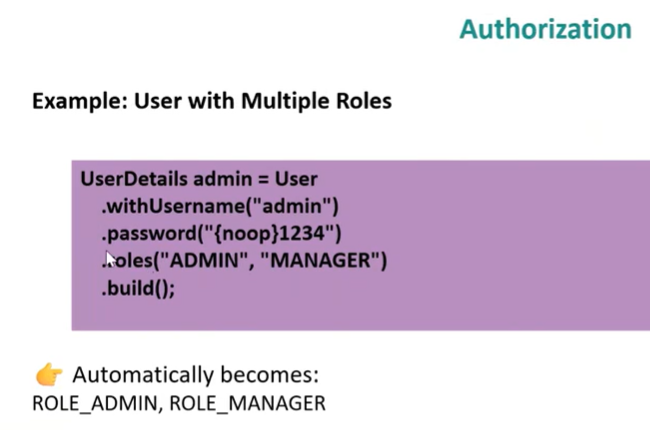 Authorization
Example: User with Multiple Roles
UserDetails admin = User
.withUsername("admin")
.password("{noop}1234")
.roles("ADMIN", "MANAGER")
.build();
👉 Automatically becomes:
ROLE_ADMIN, ROLE_MANAGER